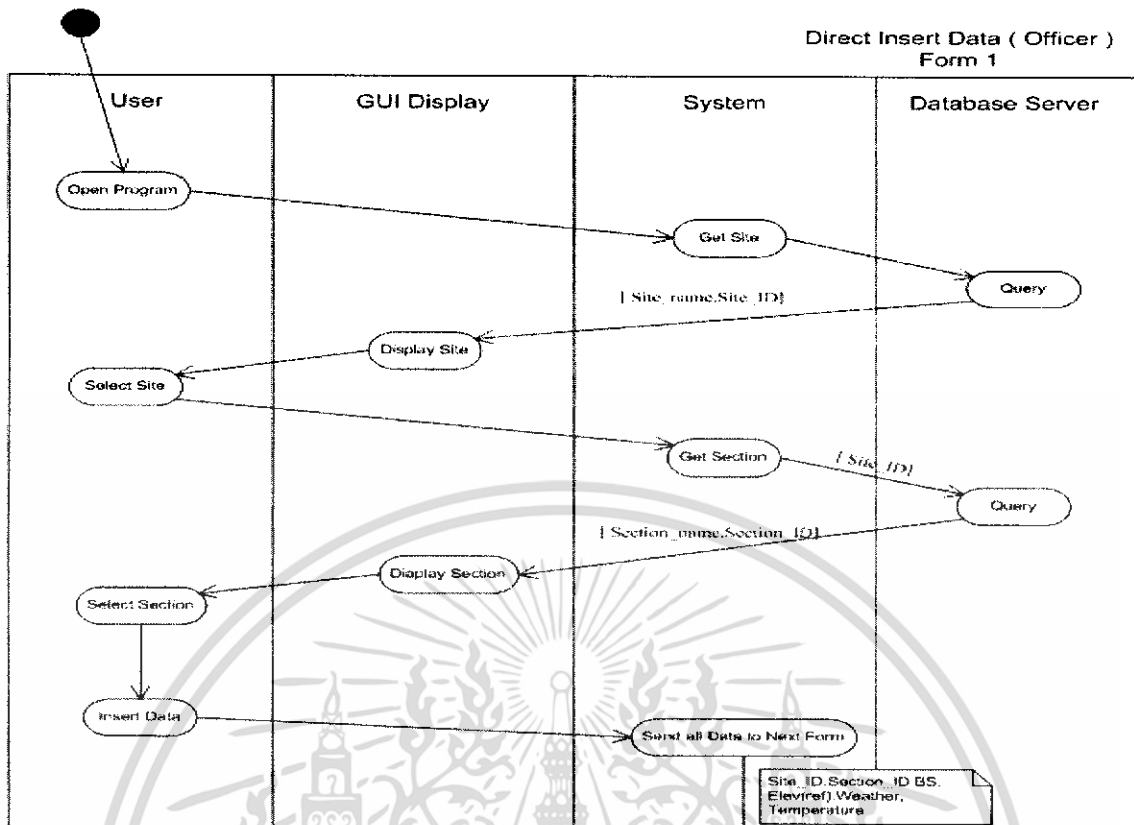 Direct Insert Data ( Officer )
Form 1
User
GUI Display
System
Database Server
Open Program
Get Site
Query
[ Site_name.Site_ID]
Display Site
Select Site
Get Section
[ Site_ID]
Query
[ Section_name.Section_ID]
Diaplay Section
Select Section
Insert Data
Send all Data to Next Form
Site_ID.Section_ID BS.
Elev(ref).Weather,
Temperature